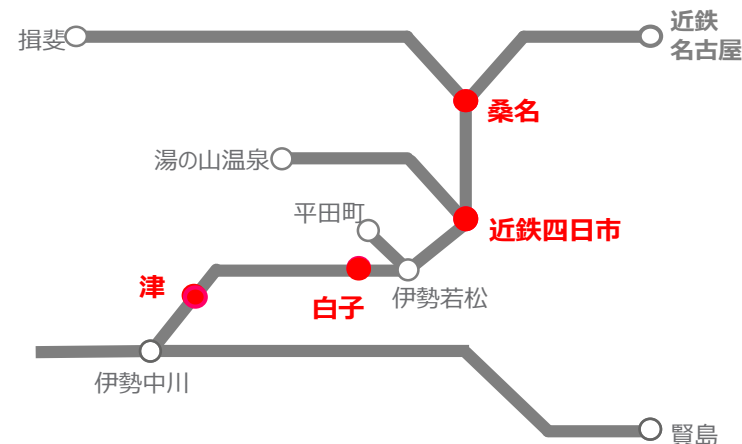 近鉄
名古屋
揖斐
桑名
湯の山温泉
平田町
近鉄四日市
津
白子
伊勢若松
伊勢中川
賢島